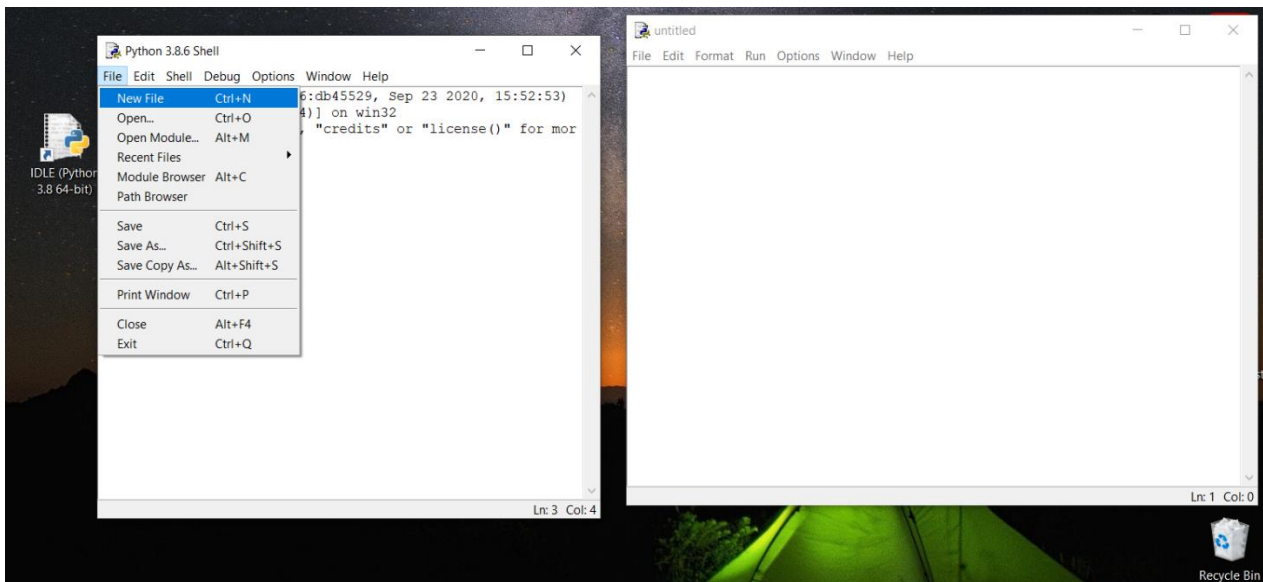 Python 3.8.6 Shell
File Edit Shell Debug Options Window Help
6:db45529, Sep 23 2020, 15:52:53)
4)] on win32
, "credits" or "license()" for mor
New File Ctrl+N
Open... Ctrl+O
Open Module... Alt+M
Recent Files
Module Browser Alt+C
Path Browser
Save Ctrl+S
Save As... Ctrl+Shift+S
Save Copy As... Alt+Shift+S
Print Window Ctrl+P
Close Alt+F4
Exit Ctrl+Q
Ln: 3 Col: 4
IDLE (Python
3.8 64-bit)
untitled
File Edit Format Run Options Window Help
Ln: 1 Col: 0
Recycle Bin